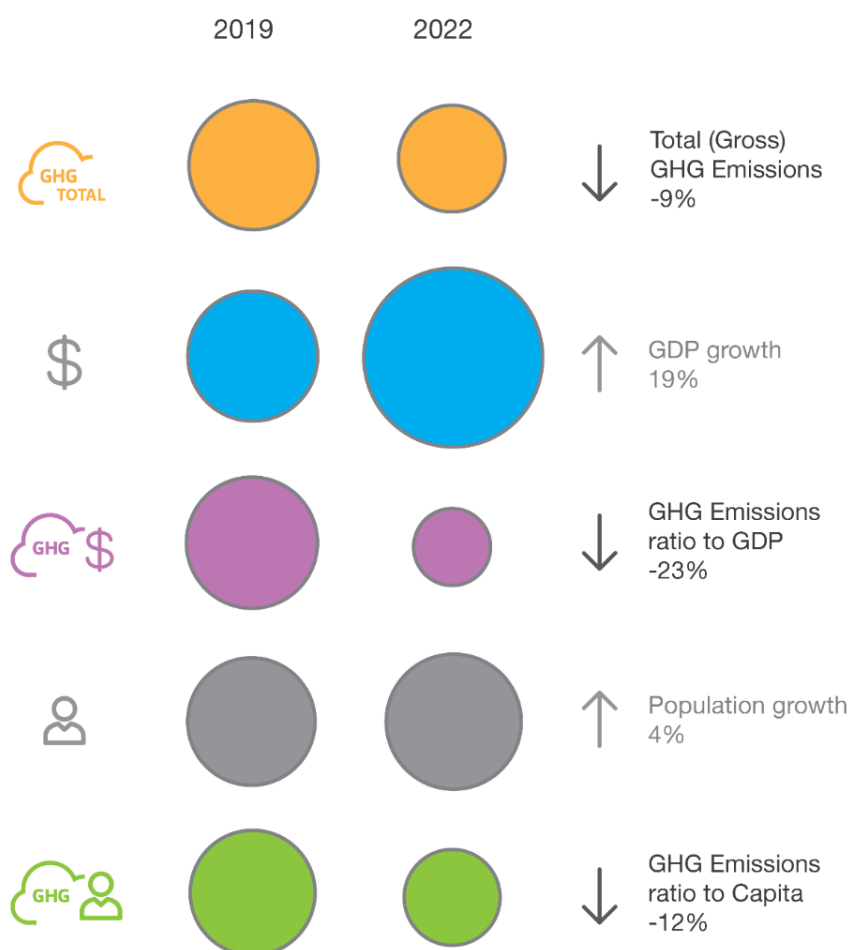 2019 2022
GHG
TOTAL
Total (Gross)
GHG Emissions
-9%
$
GDP growth
19%
GHG $
GHG Emissions
ratio to GDP
-23%
Population growth
4%
GHG
GHG Emissions
ratio to Capita
-12%